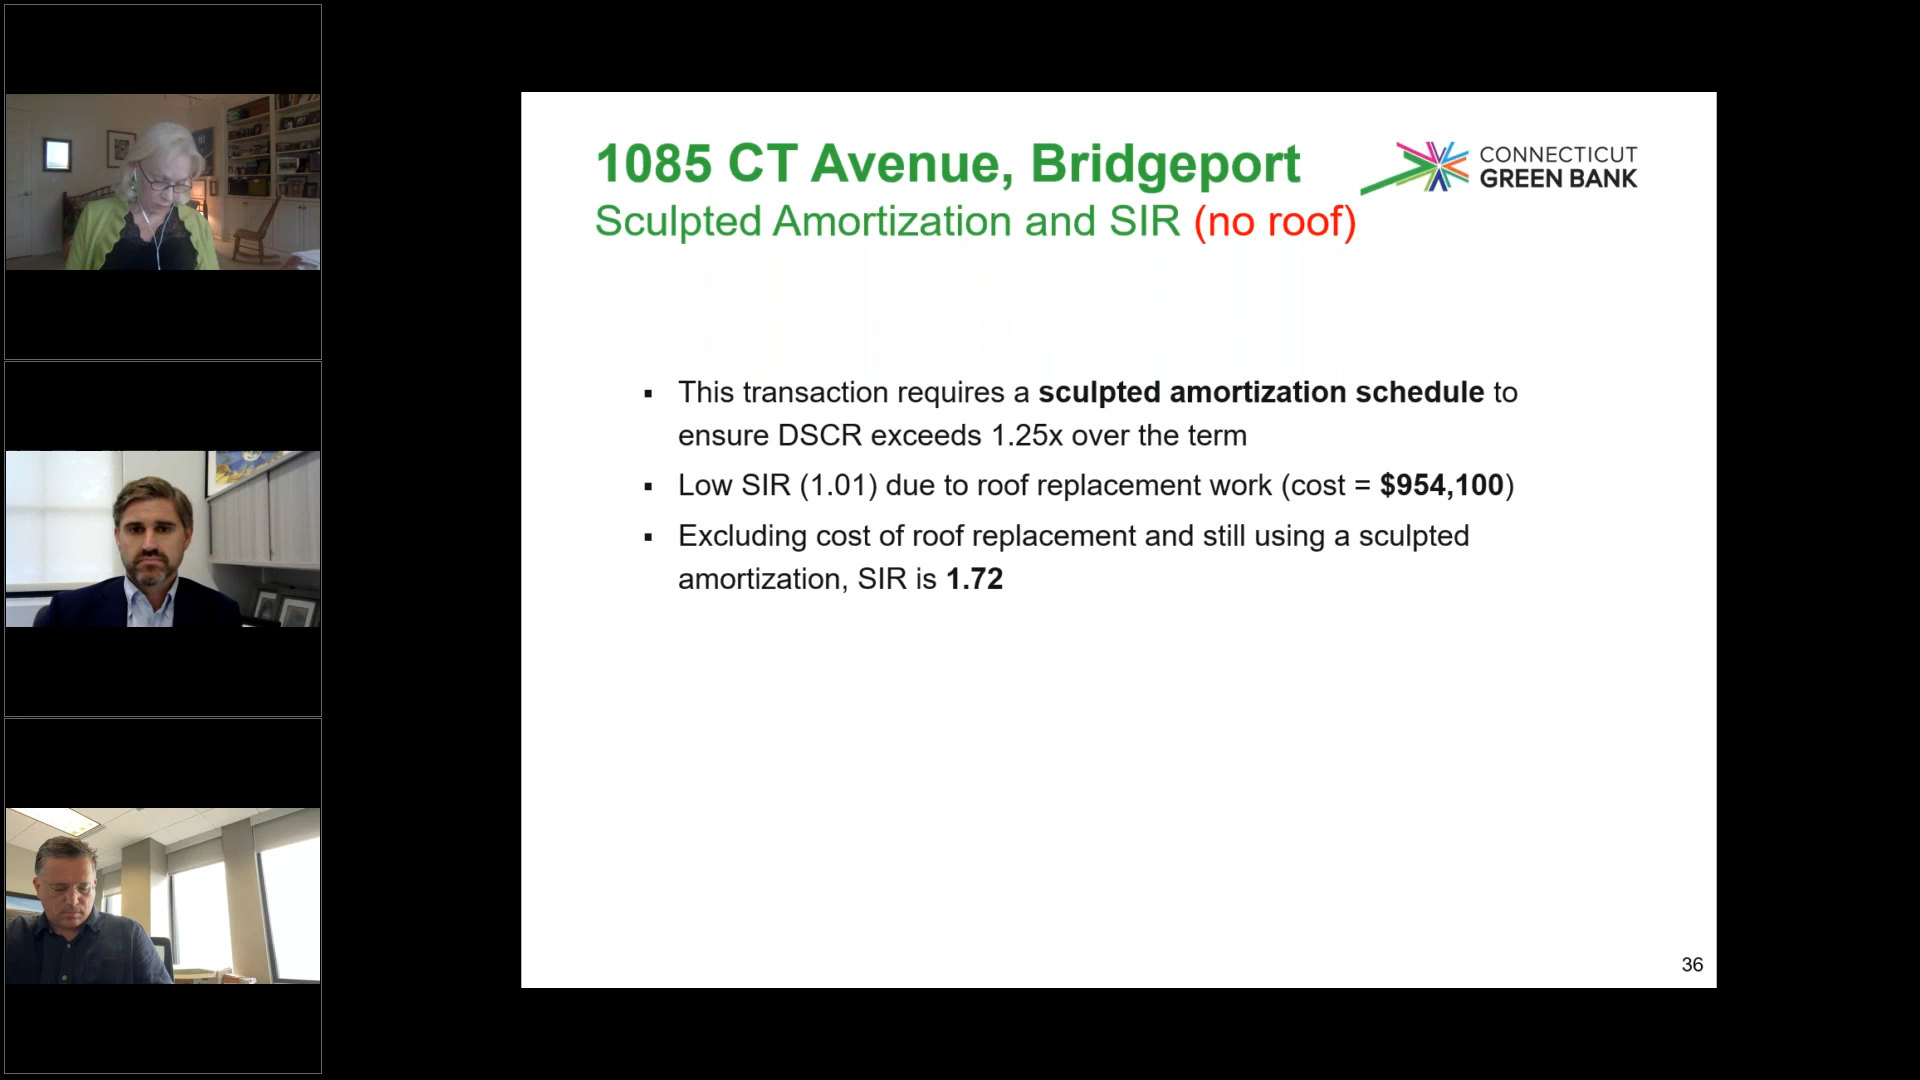 1085 CT Avenue, Bridgeport
CONNECTICUT
GREEN BANK
Sculpted Amortization and SIR (no roof)
▪ This transaction requires a sculpted amortization schedule to
ensure DSCR exceeds 1.25x over the term
▪ Low SIR (1.01) due to roof replacement work (cost = $954,100)
▪ Excluding cost of roof replacement and still using a sculpted
amortization, SIR is 1.72
36